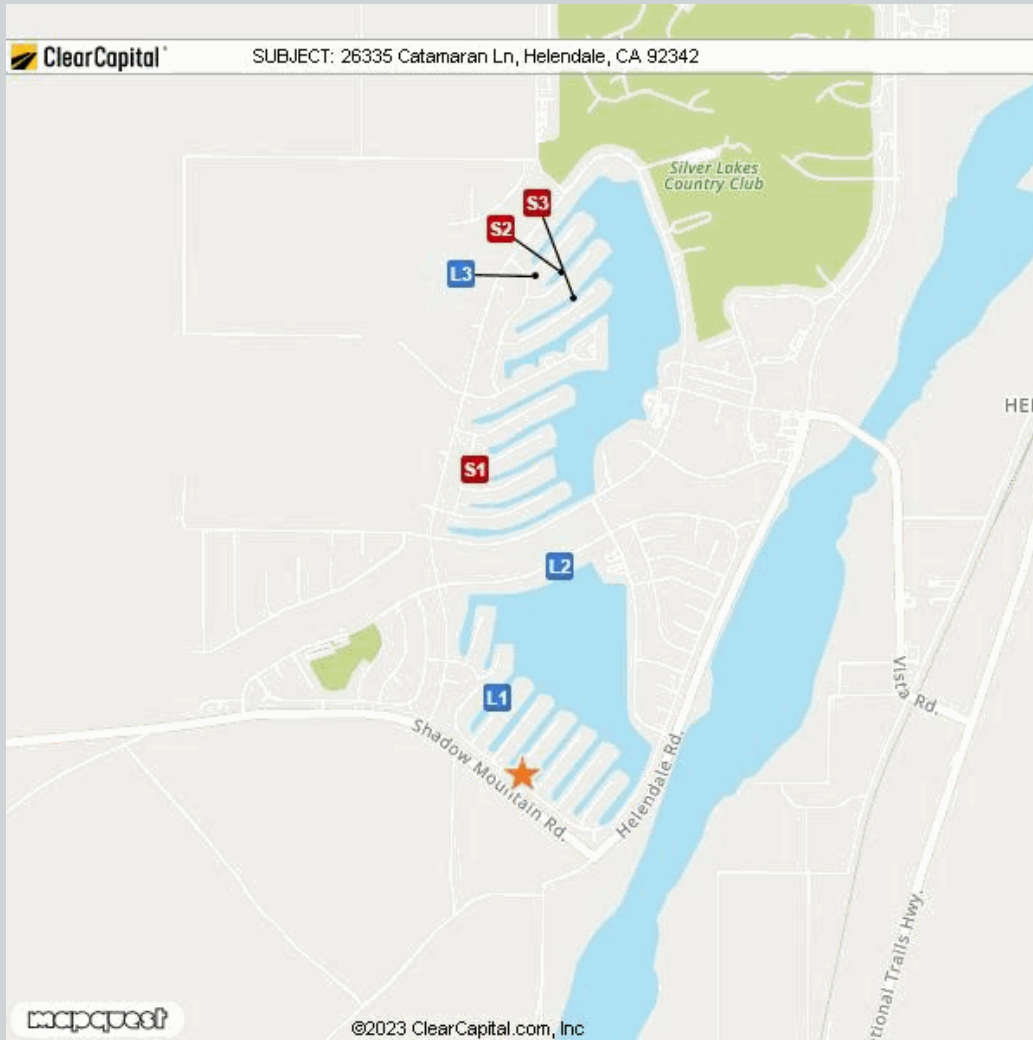 ClearCapital
SUBJECT: 26335 Catamaran Ln, Helendale, CA 92342
Silver Lakes
Country Club
S3
S2
L3
HE
S1
L2
L1
Vista Rd.
Shadow Mountain Rd.
Helendale Rd.
tional Trails Hwy.
mapquest
©2023 ClearCapital.com, Inc